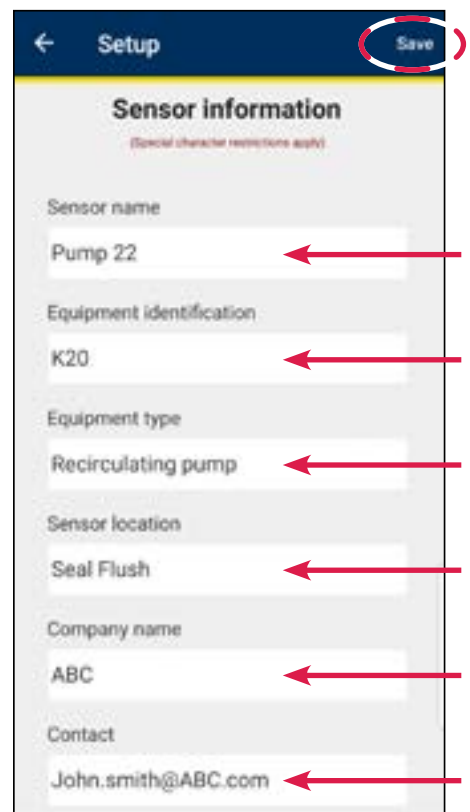 Setup
Save
Sensor information
(Special character restrictions apply)
Sensor name
Pump 22
Equipment identification
K20
Equipment type
Recirculating pump
Sensor location
Seal Flush
Company name
ABC
Contact
John.smith@ABC.com